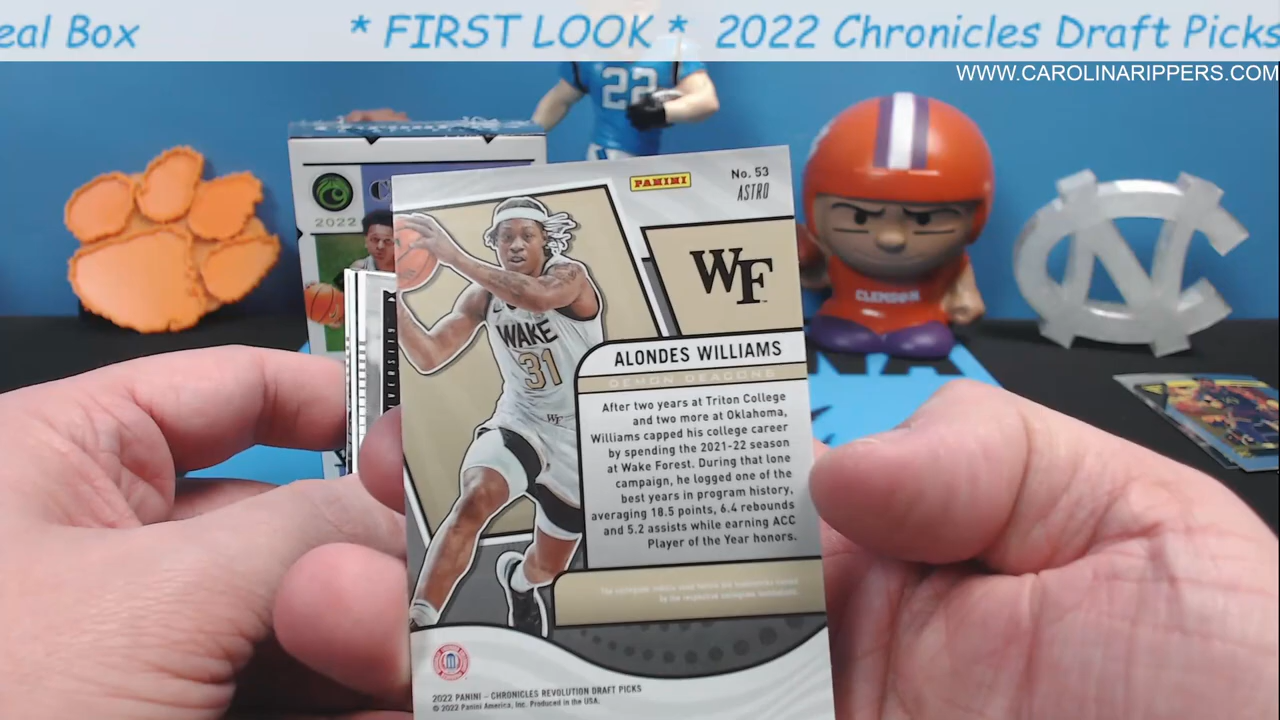 eal Box * FIRST LOOK * 2022 Chronicles Draft Picks
WWW.CAROLINARIPPERS.COM
22
C
2022
PANINI
No. 53
ASTRO
WF
WAKE
31
WF
ALONDES WILLIAMS
DEMON DEACONS
After two years at Triton College
and two more at Oklahoma,
Williams capped his college career
by spending the 2021-22 season
at Wake Forest. During that lone
campaign, he logged one of the
best years in program history,
averaging 18.5 points, 6.4 rebounds
and 5.2 assists while earning ACC
Player of the Year honors.
2022 PANINI – CHRONICLES REVOLUTION DRAFT PICKS
© 2022 Panini America, Inc. Produced in the USA.
CLEMSON
NC
NA